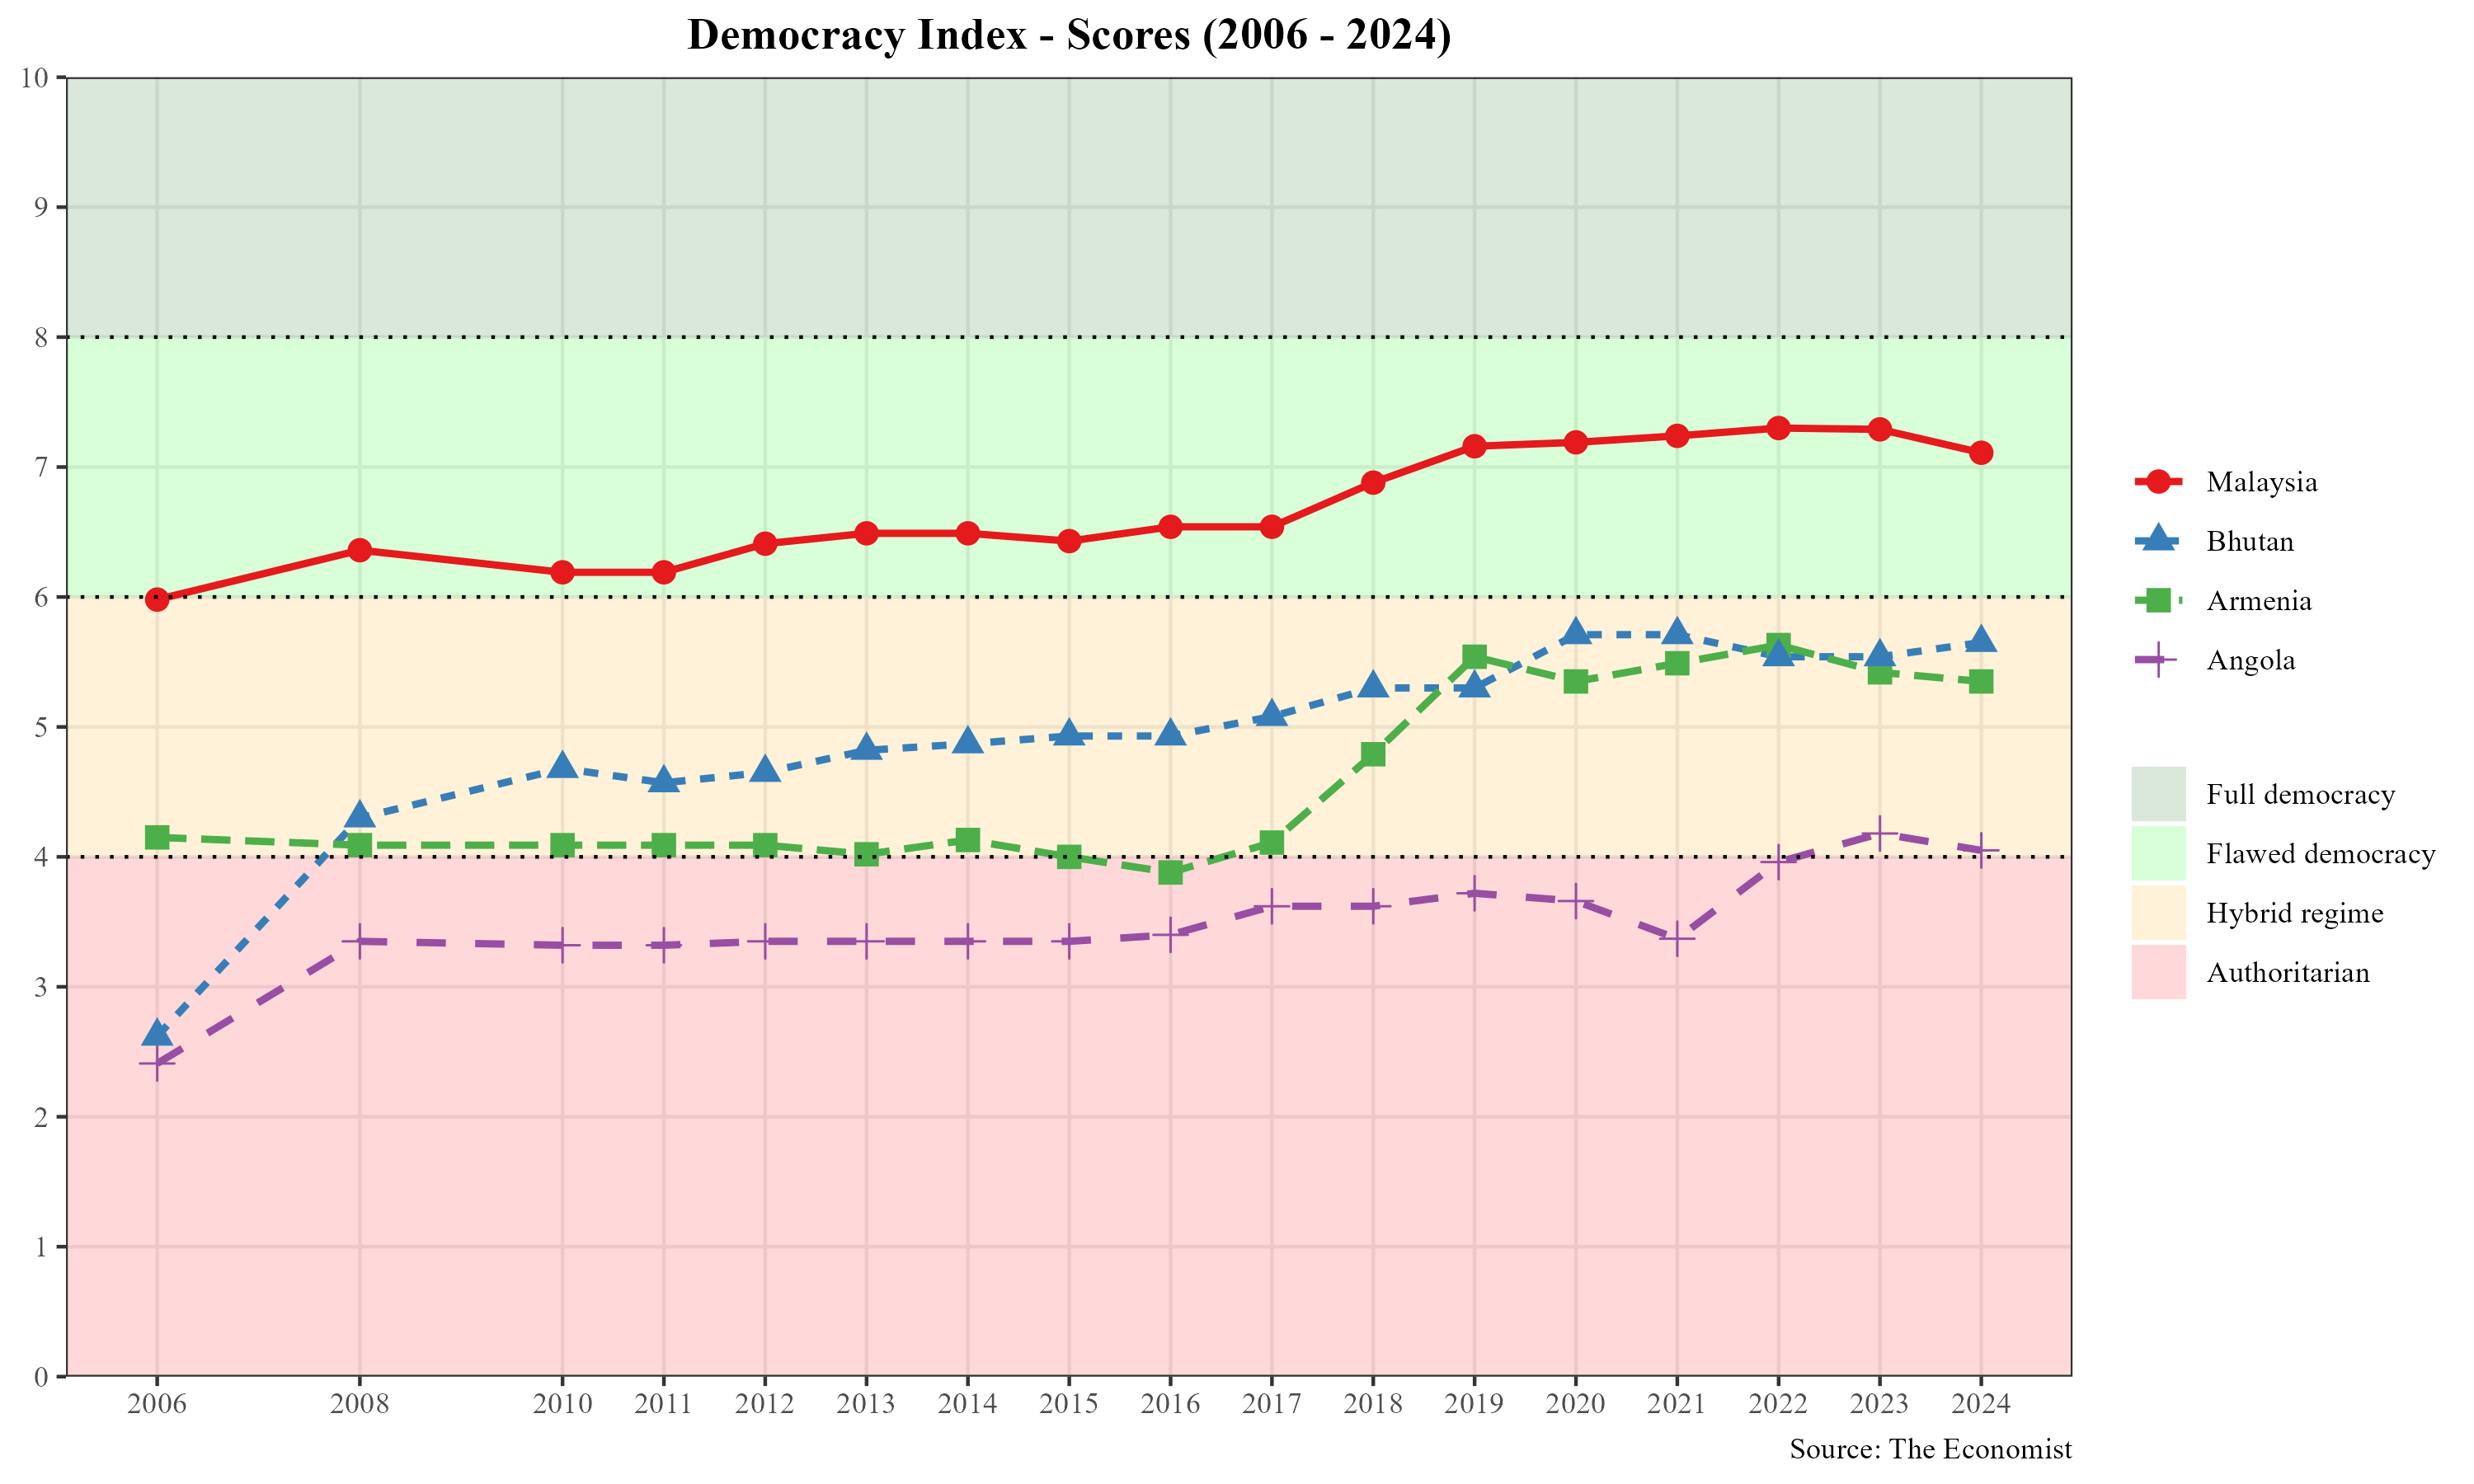 Democracy Index - Scores (2006 - 2024)
10
9
8
7
6
5
4
3
2
1
0
2006 2008 2010 2011 2012 2013 2014 2015 2016 2017 2018 2019 2020 2021 2022 2023 2024
Malaysia
Bhutan
Armenia
Angola
Full democracy
Flawed democracy
Hybrid regime
Authoritarian
Source: The Economist